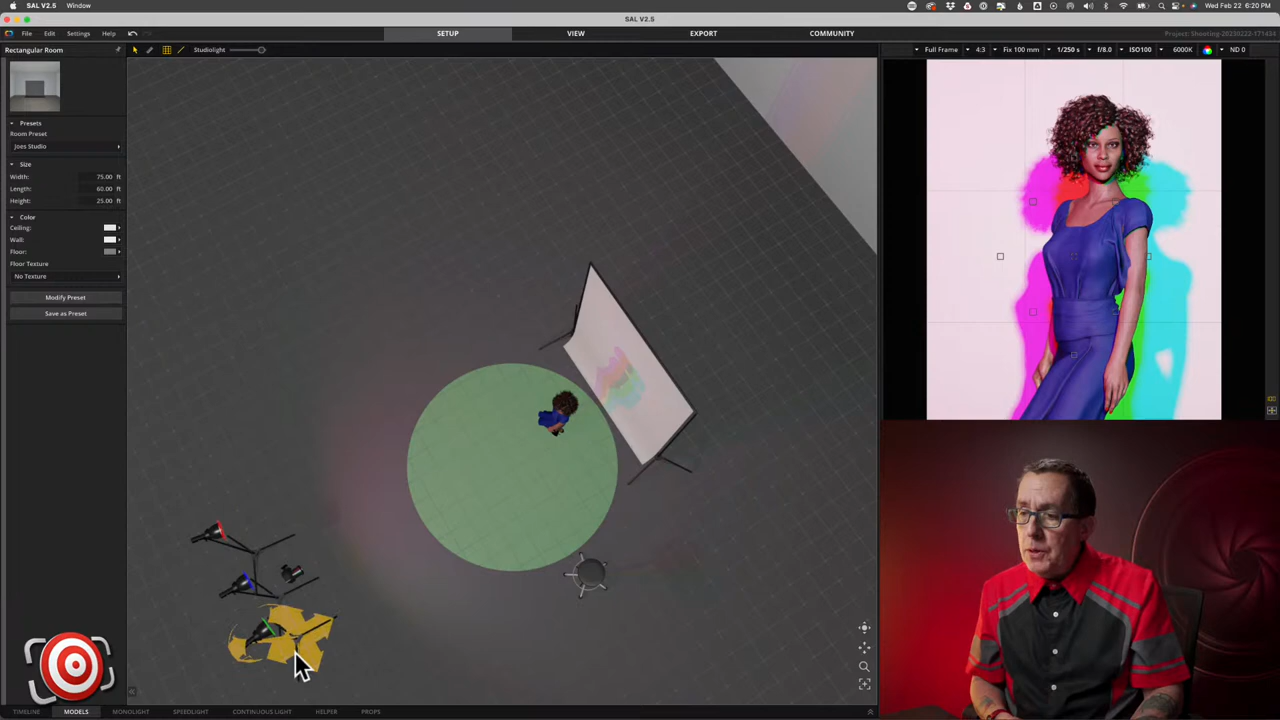 SAL V2.5 Window
Wed Feb 22 6:20 PM
SAL V2.5
File Edit Settings Help
SETUP VIEW EXPORT COMMUNITY
Project: Shooting-20230222-171434
Rectangular Room
Studiolight
Full Frame 4:3 Fix 100 mm 1/250 s f/8.0 ISO100 6000K ND 0
Presets
Room Preset
Joes Studio
Size
Width: 75.00 ft
Length: 60.00 ft
Height: 25.00 ft
Color
Ceiling:
Wall:
Floor:
Floor Texture
No Texture
Modify Preset
Save as Preset
TIMELINE MODELS MONOLIGHT SPEEDLIGHT CONTINUOUS LIGHT HELPER PROPS